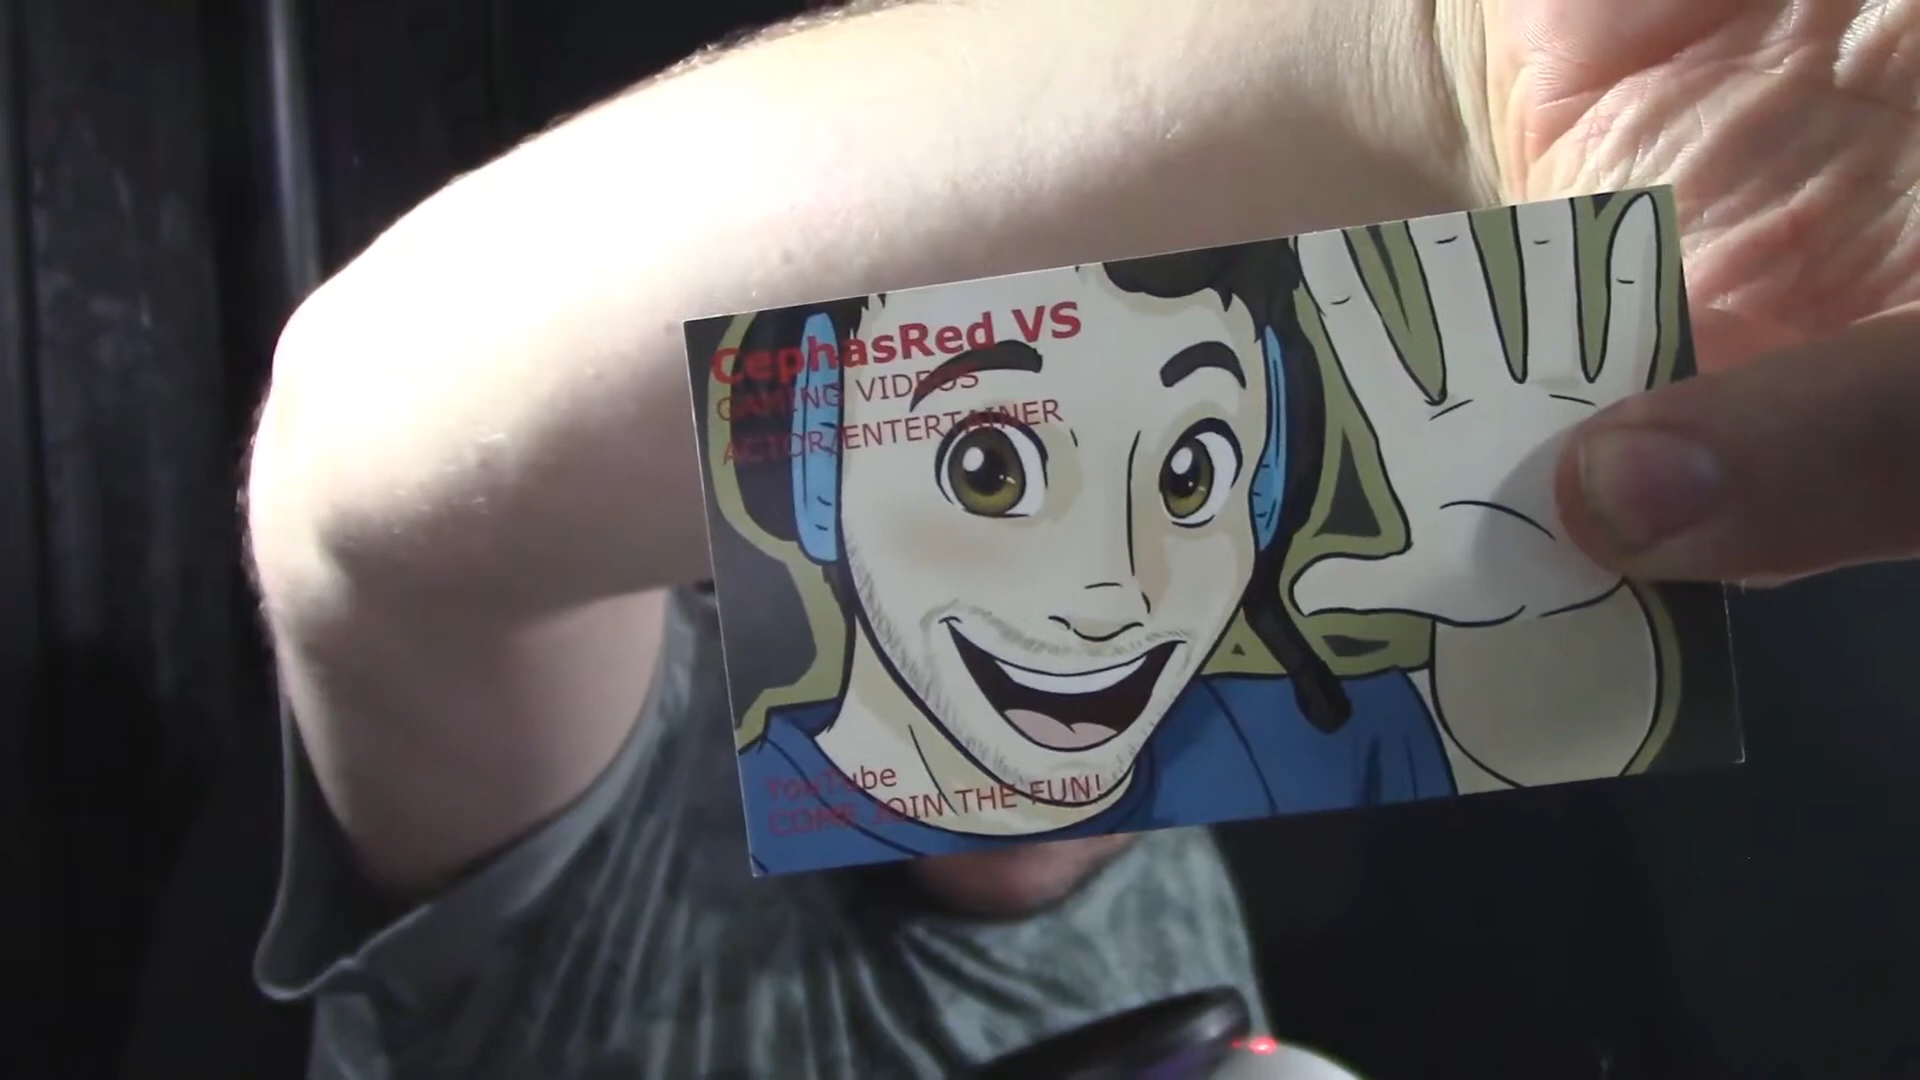 CephasRed VS
GAMING VIDEOS
ACTOR/ENTERTAINER
YouTube
COME JOIN THE FUN!